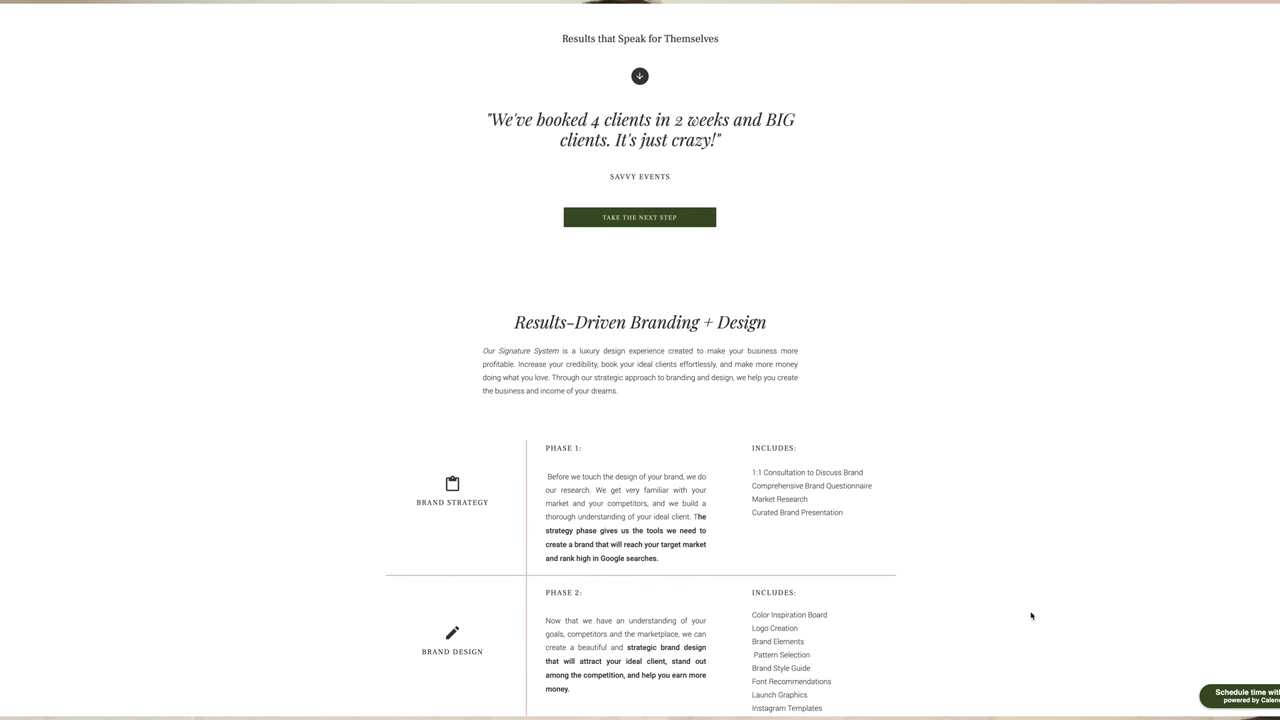 Results that Speak for Themselves
"We've booked 4 clients in 2 weeks and BIG
clients. It's just crazy!"
SAVVY EVENTS
TAKE THE NEXT STEP
Results-Driven Branding + Design
Our Signature System is a luxury design experience created to make your business more
profitable. Increase your credibility, book your ideal clients effortlessly, and make more money
doing what you love. Through our strategic approach to branding and design, we help you create
the business and income of your dreams.
BRAND STRATEGY
PHASE 1:
Before we touch the design of your brand, we do
our research. We get very familiar with your
market and your competitors, and we build a
thorough understanding of your ideal client. The
strategy phase gives us the tools we need to
create a brand that will reach your target market
and rank high in Google searches.
INCLUDES:
1:1 Consultation to Discuss Brand
Comprehensive Brand Questionnaire
Market Research
Curated Brand Presentation
BRAND DESIGN
PHASE 2:
Now that we have an understanding of your
goals, competitors and the marketplace, we can
create a beautiful and strategic brand design
that will attract your ideal client, stand out
among the competition, and help you earn more
money.
INCLUDES:
Color Inspiration Board
Logo Creation
Brand Elements
Pattern Selection
Brand Style Guide
Font Recommendations
Launch Graphics
Instagram Templates
Schedule time
powered by